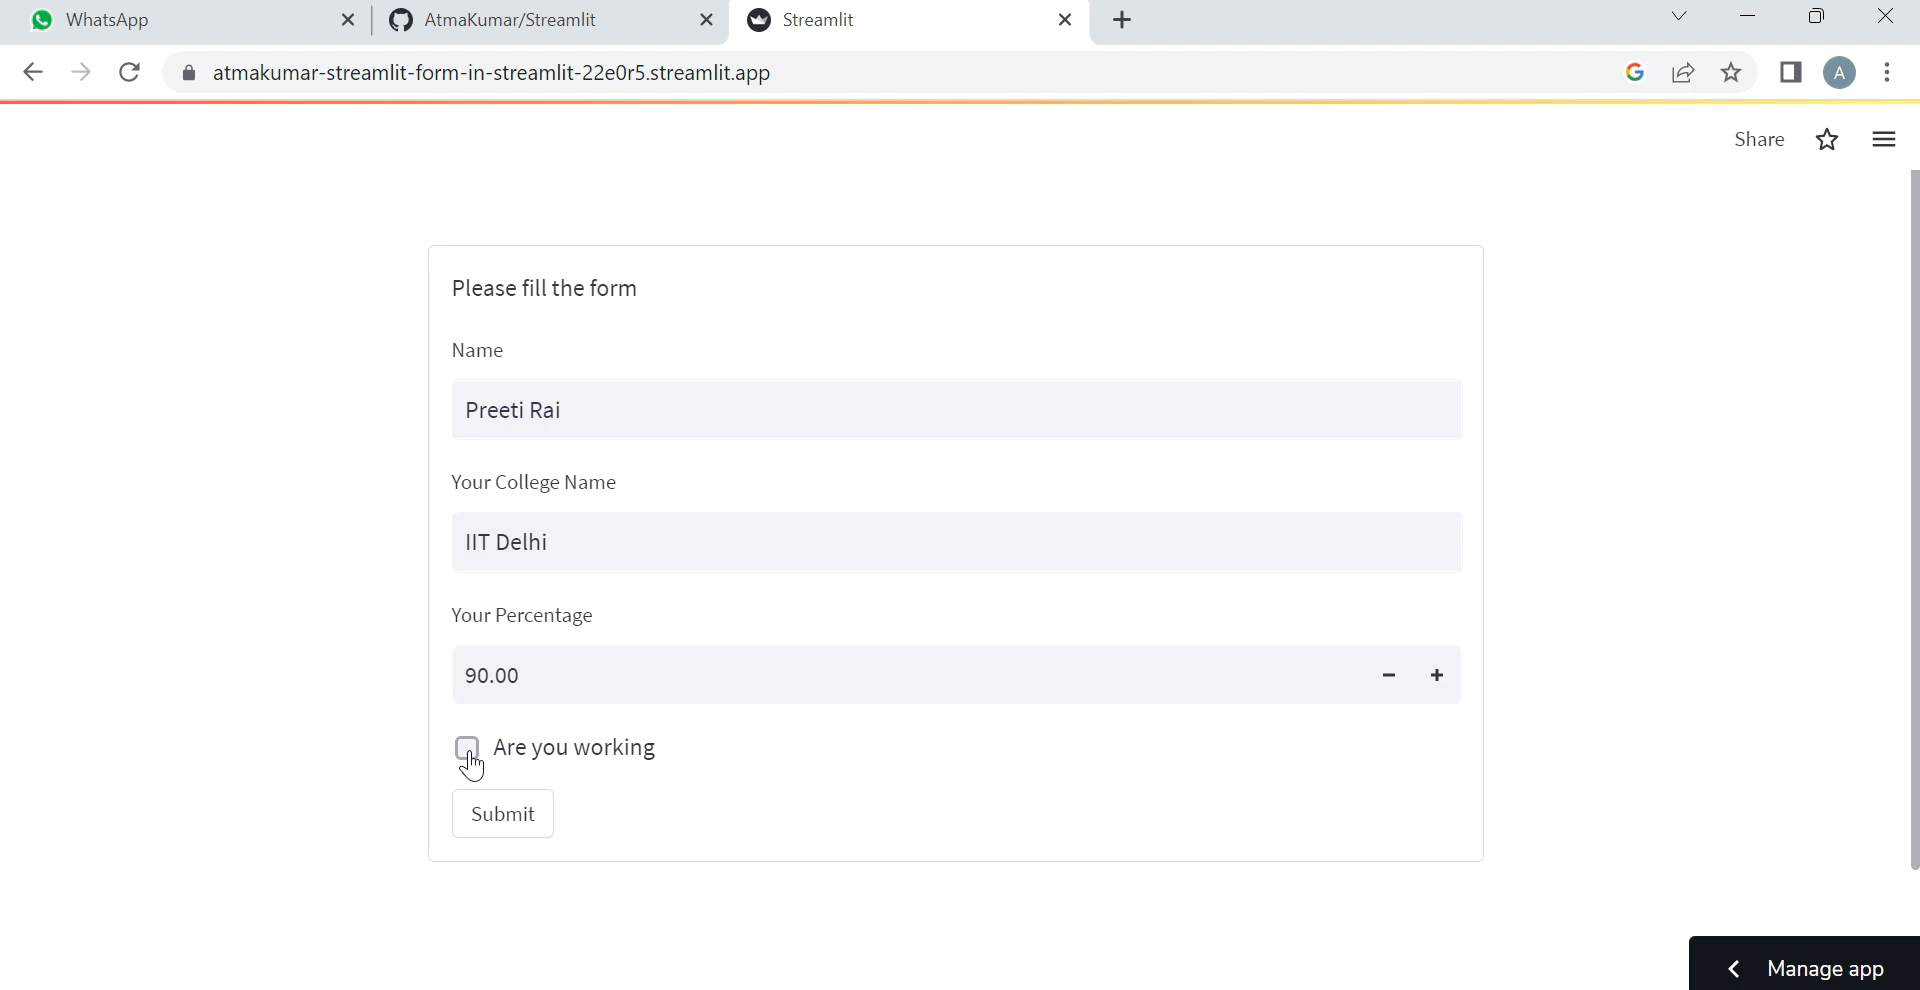 WhatsApp
AtmaKumar/Streamlit
Streamlit
atmakumar-streamlit-form-in-streamlit-22e0r5.streamlit.app
A
Share
Please fill the form
Name
Preeti Rai
Your College Name
IIT Delhi
Your Percentage
90.00
Are you working
Submit
Manage app